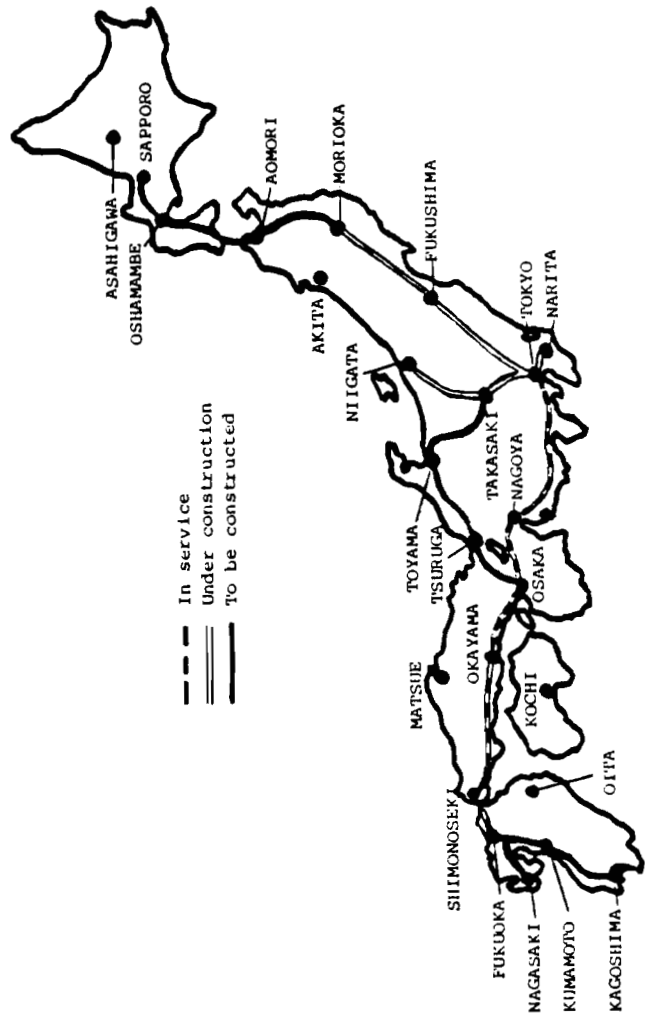 ASAHIGAWA
SAPPORO
OSHAMAMBE
AOMORI
MORIOKA
AKITA
FUKUSHIMA
NIIGATA
TOKYO
NARITA
TAKASAKI
NAGOYA
TOYAMA
TSURUGA
OSAKA
OKAYAMA
MATSUE
KOCHI
SHIMONOSEKI
OITA
FUKUOKA
NAGASAKI
KUMAMOTO
KAGOSHIMA
In service
Under construction
To be constructed